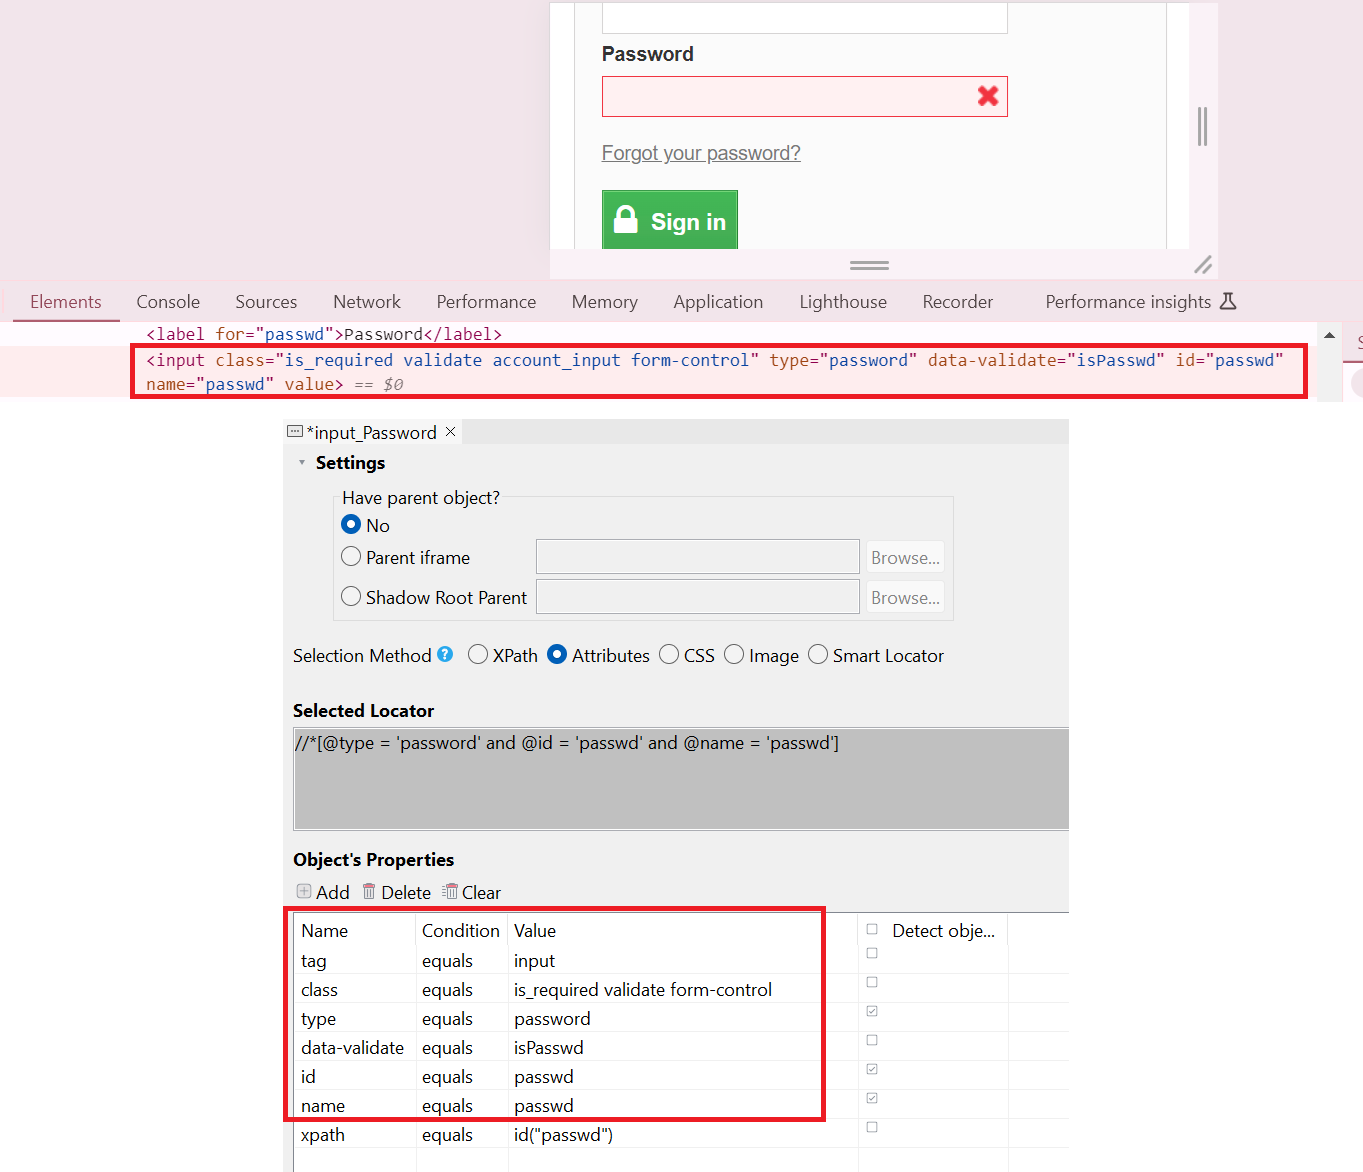 Password
Forgot your password?
Sign in
Elements Console Sources Network Performance Memory Application Lighthouse Recorder Performance insights
<label for="passwd">Password</label>
<input class="is_required validate account_input form-control" type="password" data-validate="isPasswd" id="passwd"
name="passwd" value> == $0
*input_Password
Settings
Have parent object?
No
Parent iframe Browse...
Shadow Root Parent Browse...
Selection Method ? XPath Attributes CSS Image Smart Locator
Selected Locator
//*[@type = 'password' and @id = 'passwd' and @name = 'passwd']
Object's Properties
Add Delete Clear
Name Condition Value Detect obje...
tag equals input
class equals is_required validate form-control
type equals password
data-validate equals isPasswd
id equals passwd
name equals passwd
xpath equals id("passwd")